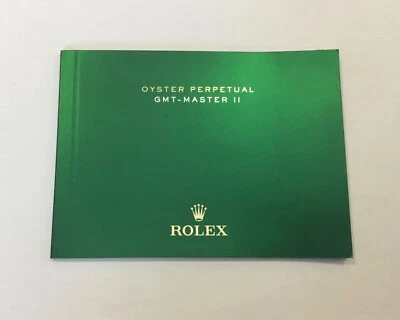 OYSTER PERPETUAL
GMT-MASTER II
ROLEX